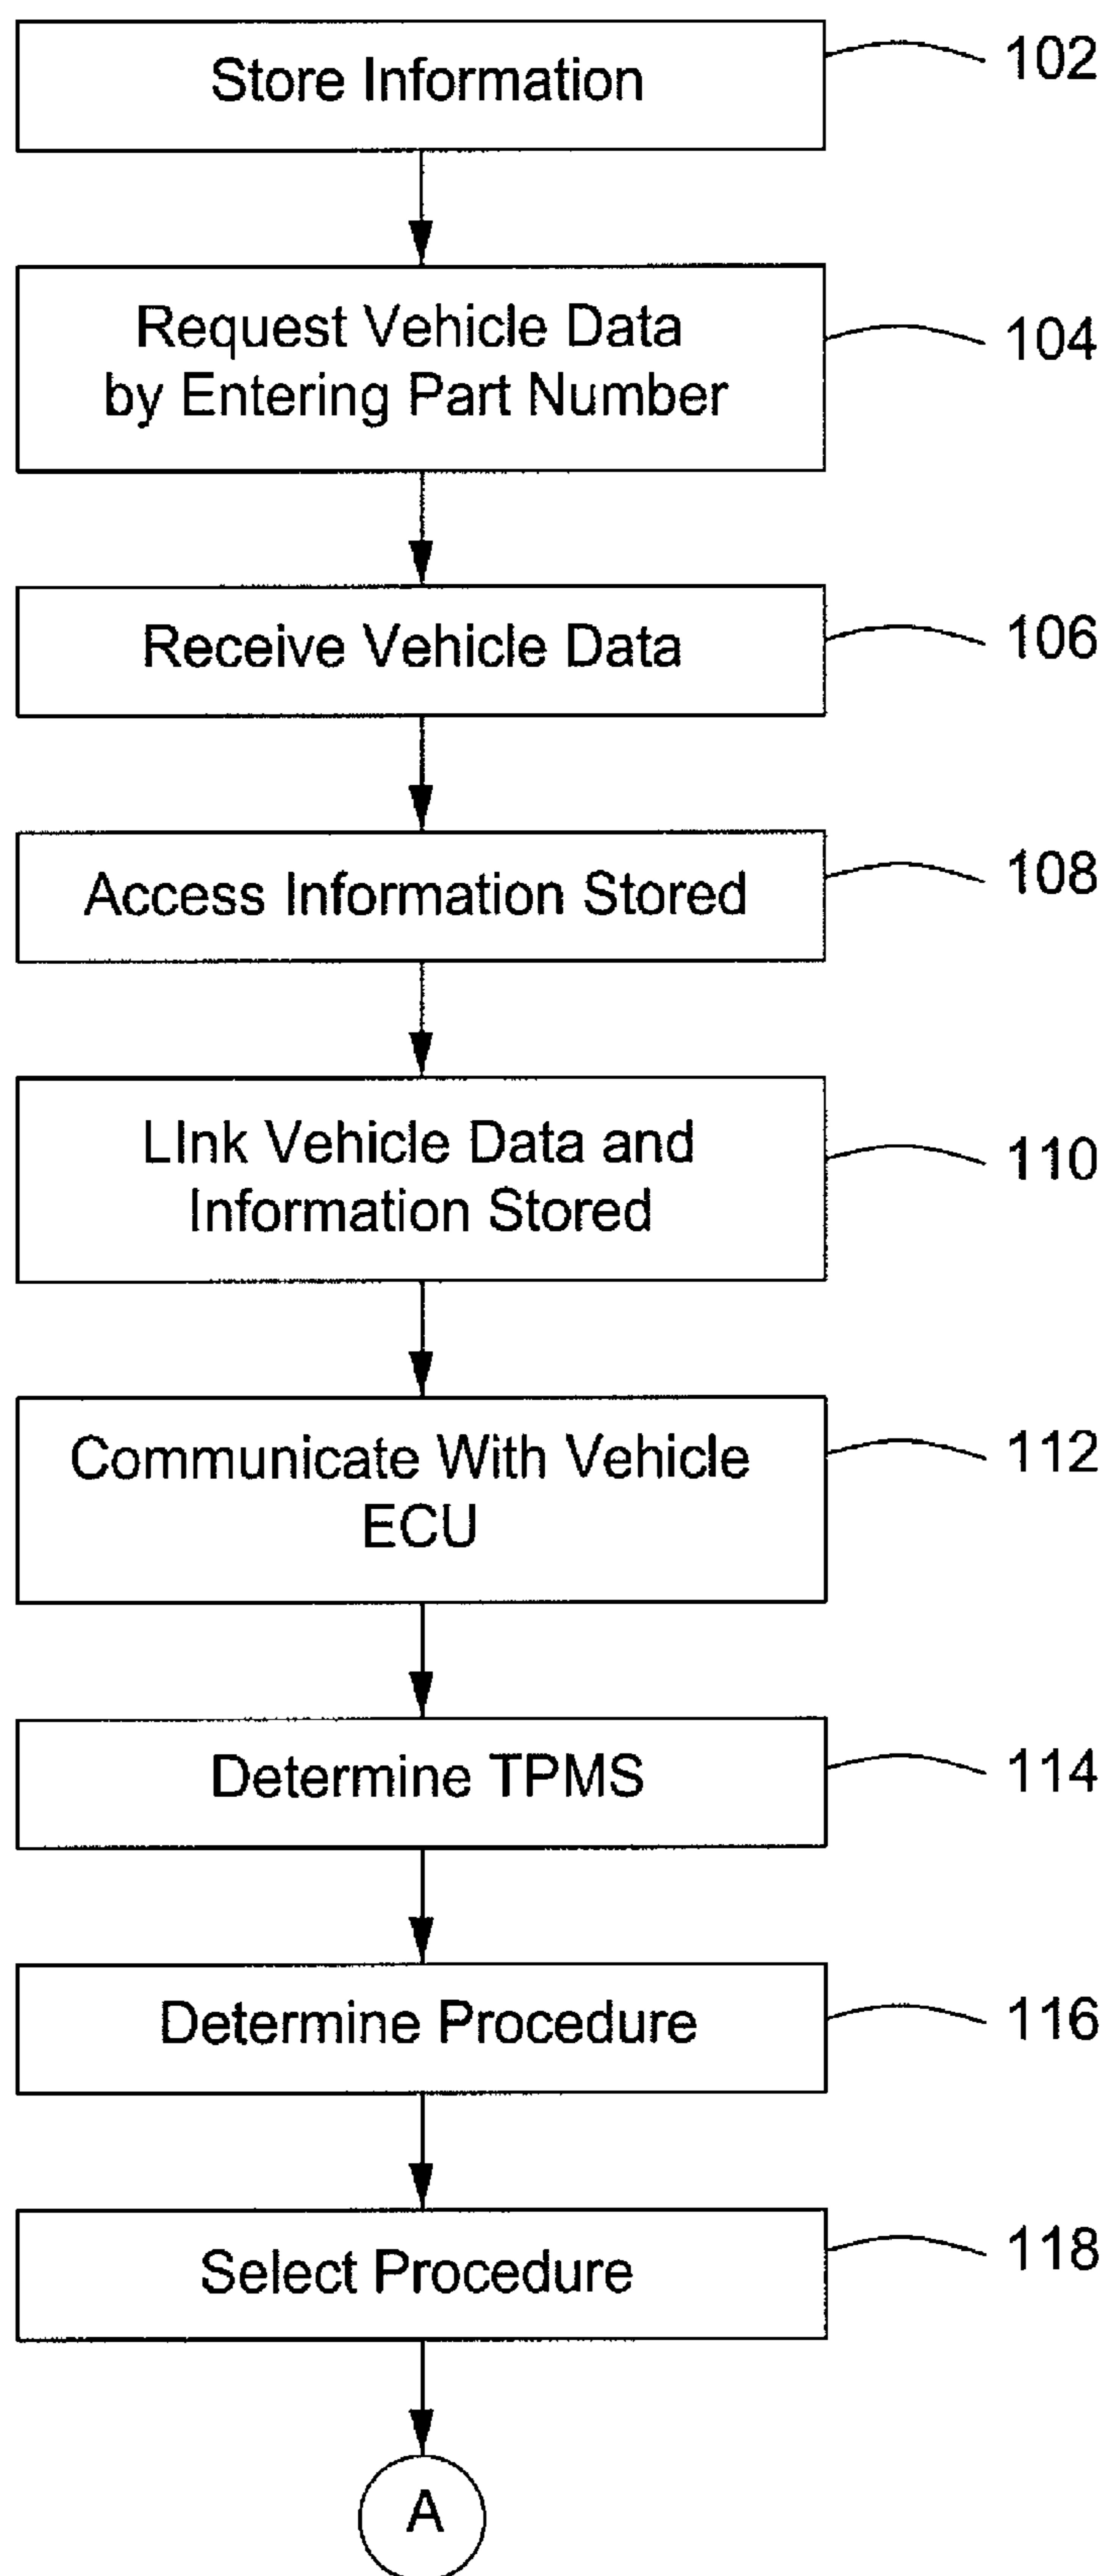 Store Information
102
Request Vehicle Data
by Entering Part Number
104
Receive Vehicle Data
106
Access Information Stored
108
LInk Vehicle Data and
Information Stored
110
Communicate With Vehicle
ECU
112
Determine TPMS
114
Determine Procedure
116
Select Procedure
118
A